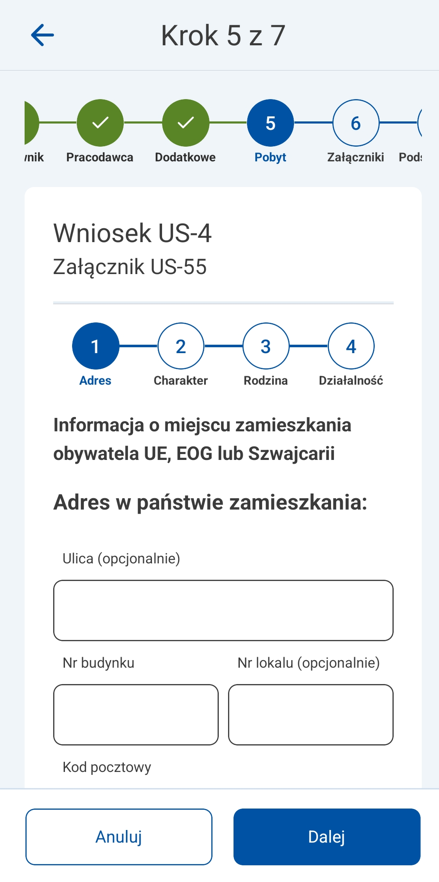 Krok 5 z 7
5
6
wnik
Pracodawca
Dodatkowe
Pobyt
Załączniki
Pods
Wniosek US-4
Załącznik US-55
1
2
3
4
Adres
Charakter
Rodzina
Działalność
Informacja o miejscu zamieszkania
obywatela UE, EOG lub Szwajcarii
Adres w państwie zamieszkania:
Ulica (opcjonalnie)
Nr budynku
Nr lokalu (opcjonalnie)
Kod pocztowy
Anuluj
Dalej